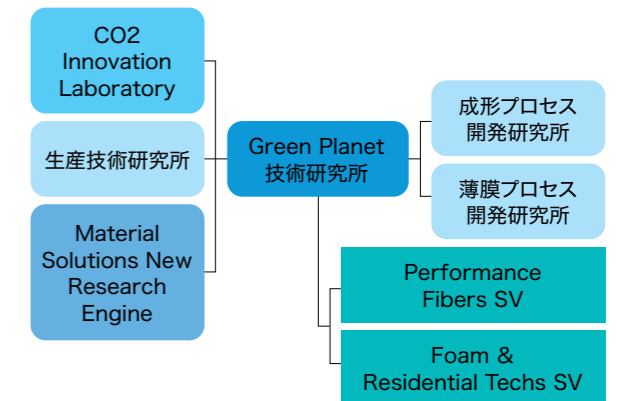 CO2
Innovation
Laboratory
生産技術研究所
Material
Solutions New
Research
Engine
Green Planet
技術研究所
成形プロセス
開発研究所
薄膜プロセス
開発研究所
Performance
Fibers SV
Foam &
Residential Techs SV